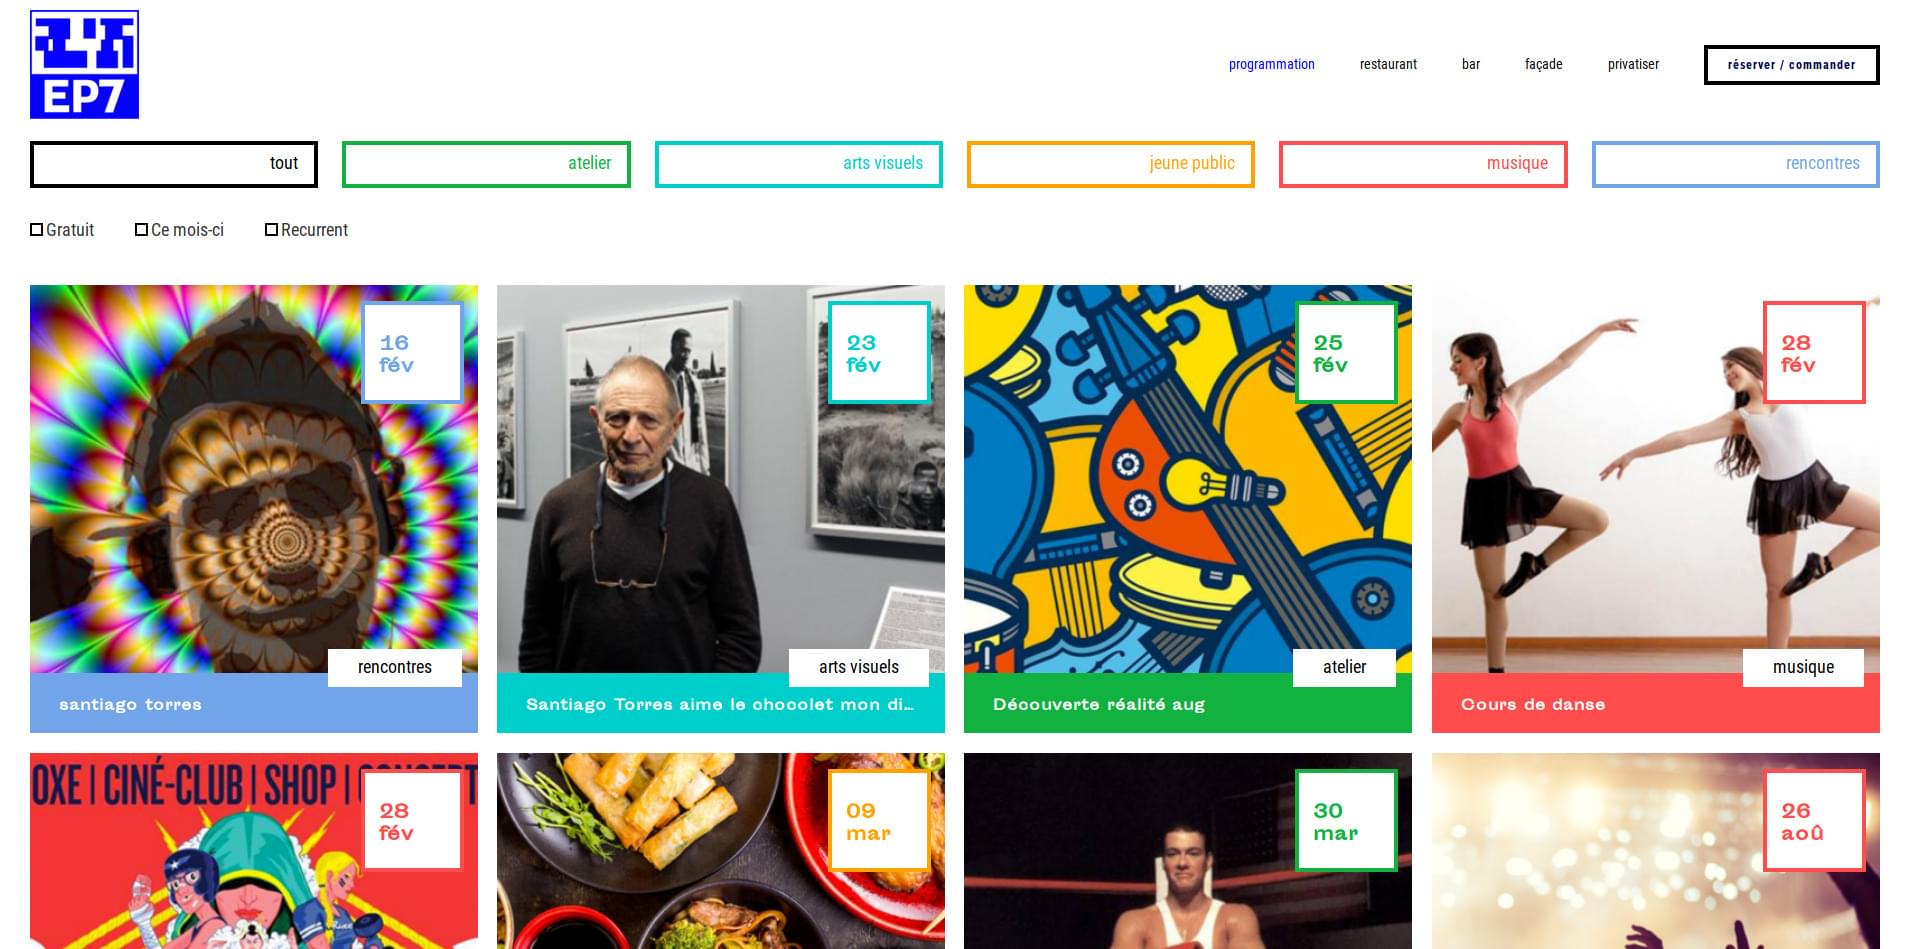 EP7
programmation
restaurant
bar
façade
privatiser
réserver / commander
tout
atelier
arts visuels
jeune public
musique
rencontres
Gratuit
Ce mois-ci
Recurrent
16
fév
23
fév
25
fév
28
fév
rencontres
arts visuels
atelier
musique
santiago torres
Santiago Torres aime le chocolet mon di...
Découverte réalité aug
Cours de danse
OXE | CINÉ-CLUB | SHOP |
28
fév
09
mar
30
mar
26
aoû